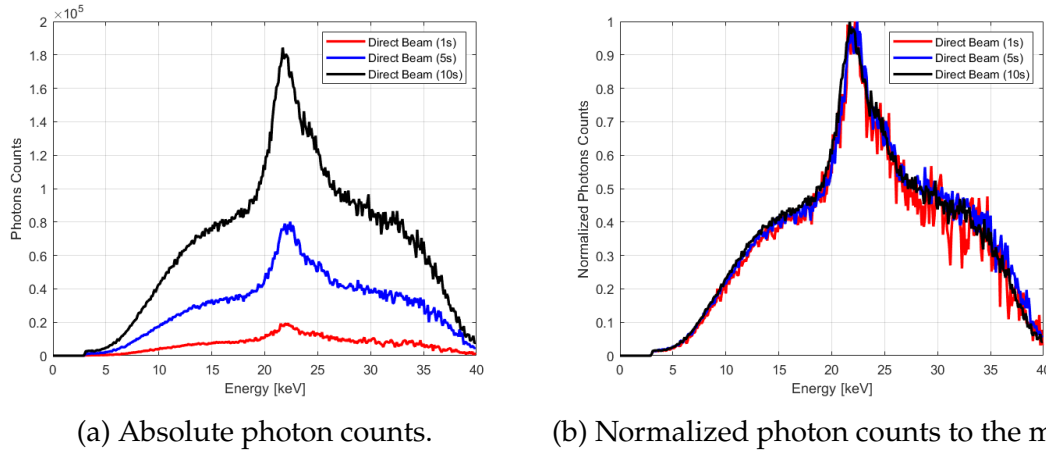 ×10⁵
2
1.8
1.6
1.4
1.2
1
0.8
0.6
0.4
0.2
0
Photons Counts
0 5 10 15 20 25 30 35 40
Energy [keV]
Direct Beam (1s)
Direct Beam (5s)
Direct Beam (10s)
(a) Absolute photon counts.
1
0.9
0.8
0.7
0.6
0.5
0.4
0.3
0.2
0.1
0
Normalized Photons Counts
0 5 10 15 20 25 30 35 40
Energy [keV]
Direct Beam (1s)
Direct Beam (5s)
Direct Beam (10s)
(b) Normalized photon counts to the m